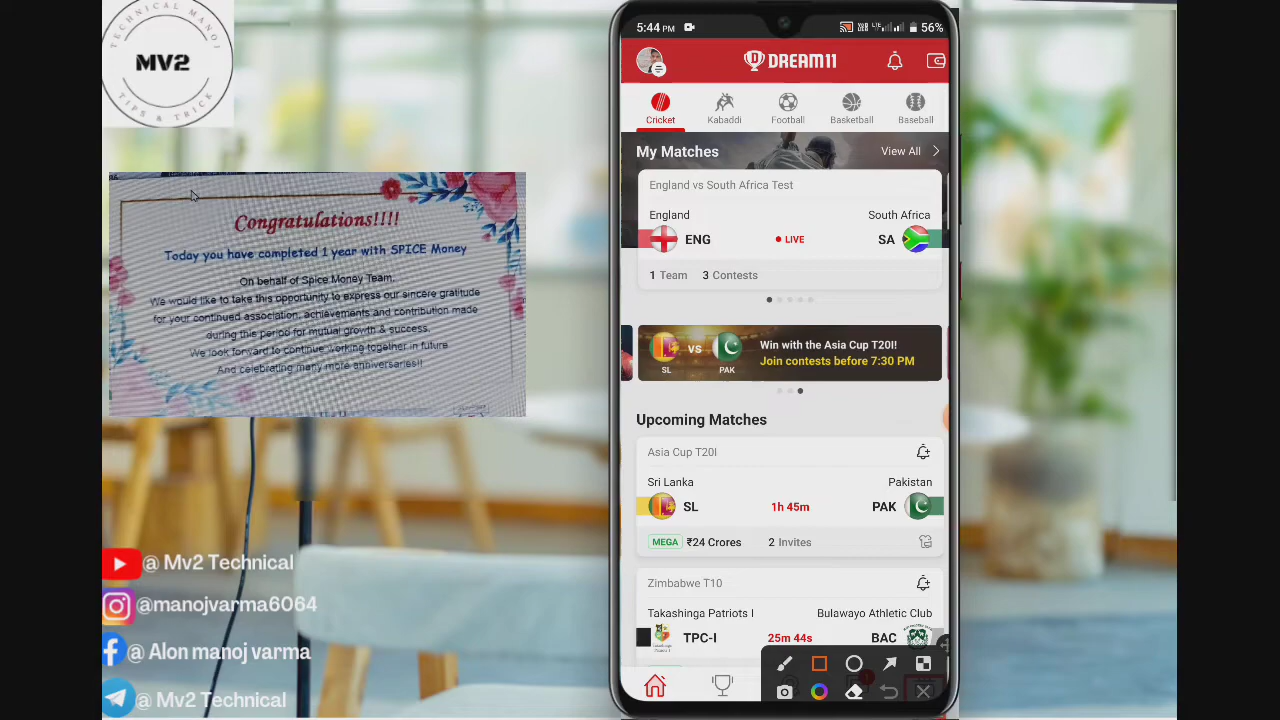 TECHNICAL MANOJ
MV2
TIPS & TRICK
Congratulations!!!!
Today you have completed 1 year with SPICE Money
On behalf of Spice Money Team.
We would like to take this opportunity to express our sincere gratitude
for your continued association, achievements and contribution made
during this period for mutual growth & success.
We look forward to continue working together in future
And celebrating many more anniversaries!!
@ Mv2 Technical
@manojvarma6064
@ Alon manoj varma
@ Mv2 Technical
5:44 PM
56%
DREAM11
Cricket Kabaddi Football Basketball Baseball
My Matches View All
England vs South Africa Test
England South Africa
ENG LIVE SA
1 Team 3 Contests
SL VS PAK
Win with the Asia Cup T20I!
Join contests before 7:30 PM
Upcoming Matches
Asia Cup T20I
Sri Lanka Pakistan
SL 1h 45m PAK
MEGA ₹24 Crores 2 Invites
Zimbabwe T10
Takashinga Patriots I Bulawayo Athletic Club
TPC-I 25m 44s BAC